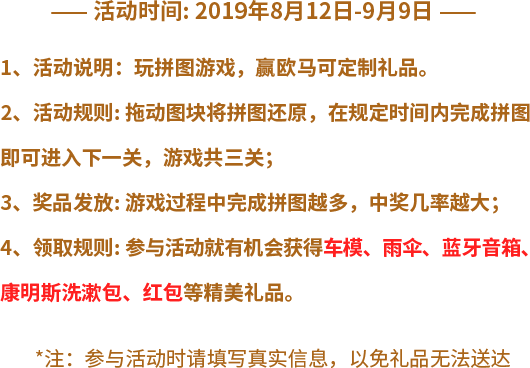 —— 活动时间: 2019年8月12日-9月9日 ——
1、活动说明：玩拼图游戏，赢欧马可定制礼品。
2、活动规则: 拖动图块将拼图还原，在规定时间内完成拼图
即可进入下一关，游戏共三关；
3、奖品发放: 游戏过程中完成拼图越多，中奖几率越大；
4、领取规则: 参与活动就有机会获得车模、雨伞、蓝牙音箱、
康明斯洗漱包、红包等精美礼品。
*注：参与活动时请填写真实信息，以免礼品无法送达